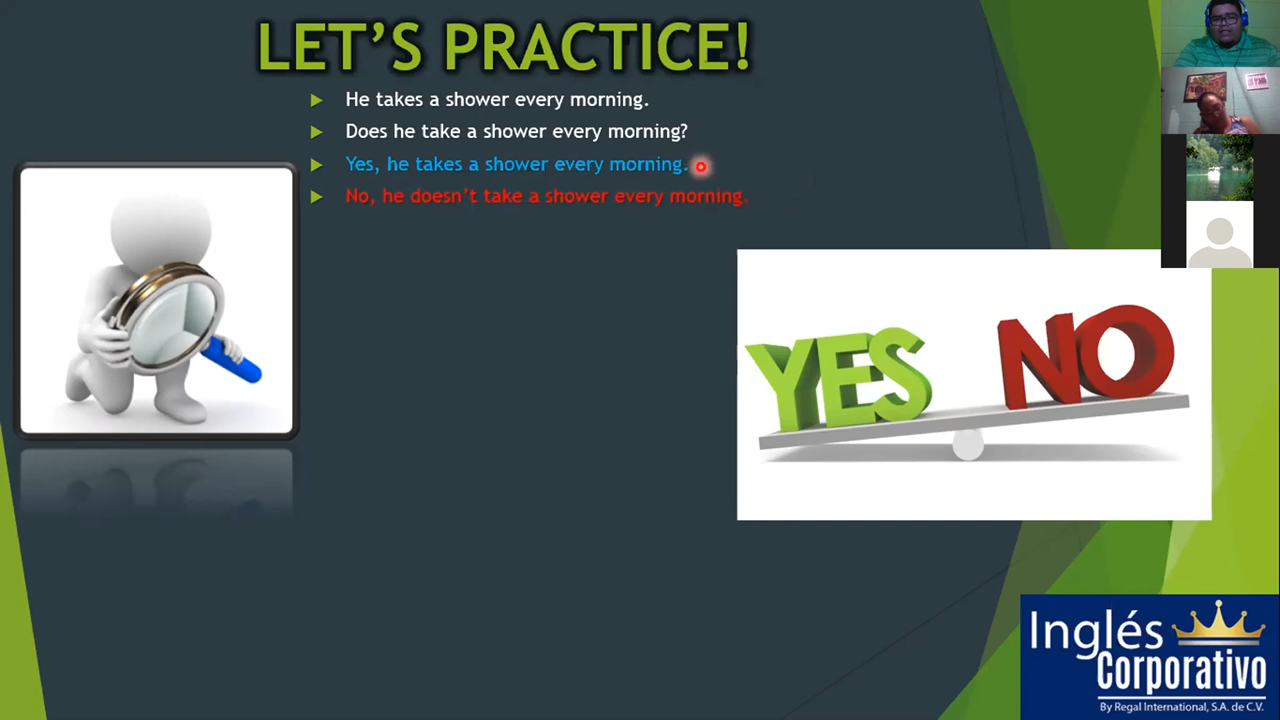 LET'S PRACTICE!
He takes a shower every morning.
Does he take a shower every morning?
Yes, he takes a shower every morning.
No, he doesn't take a shower every morning.
YES NO
Inglés
Corporativo
By Regal International, S.A. de C.V.